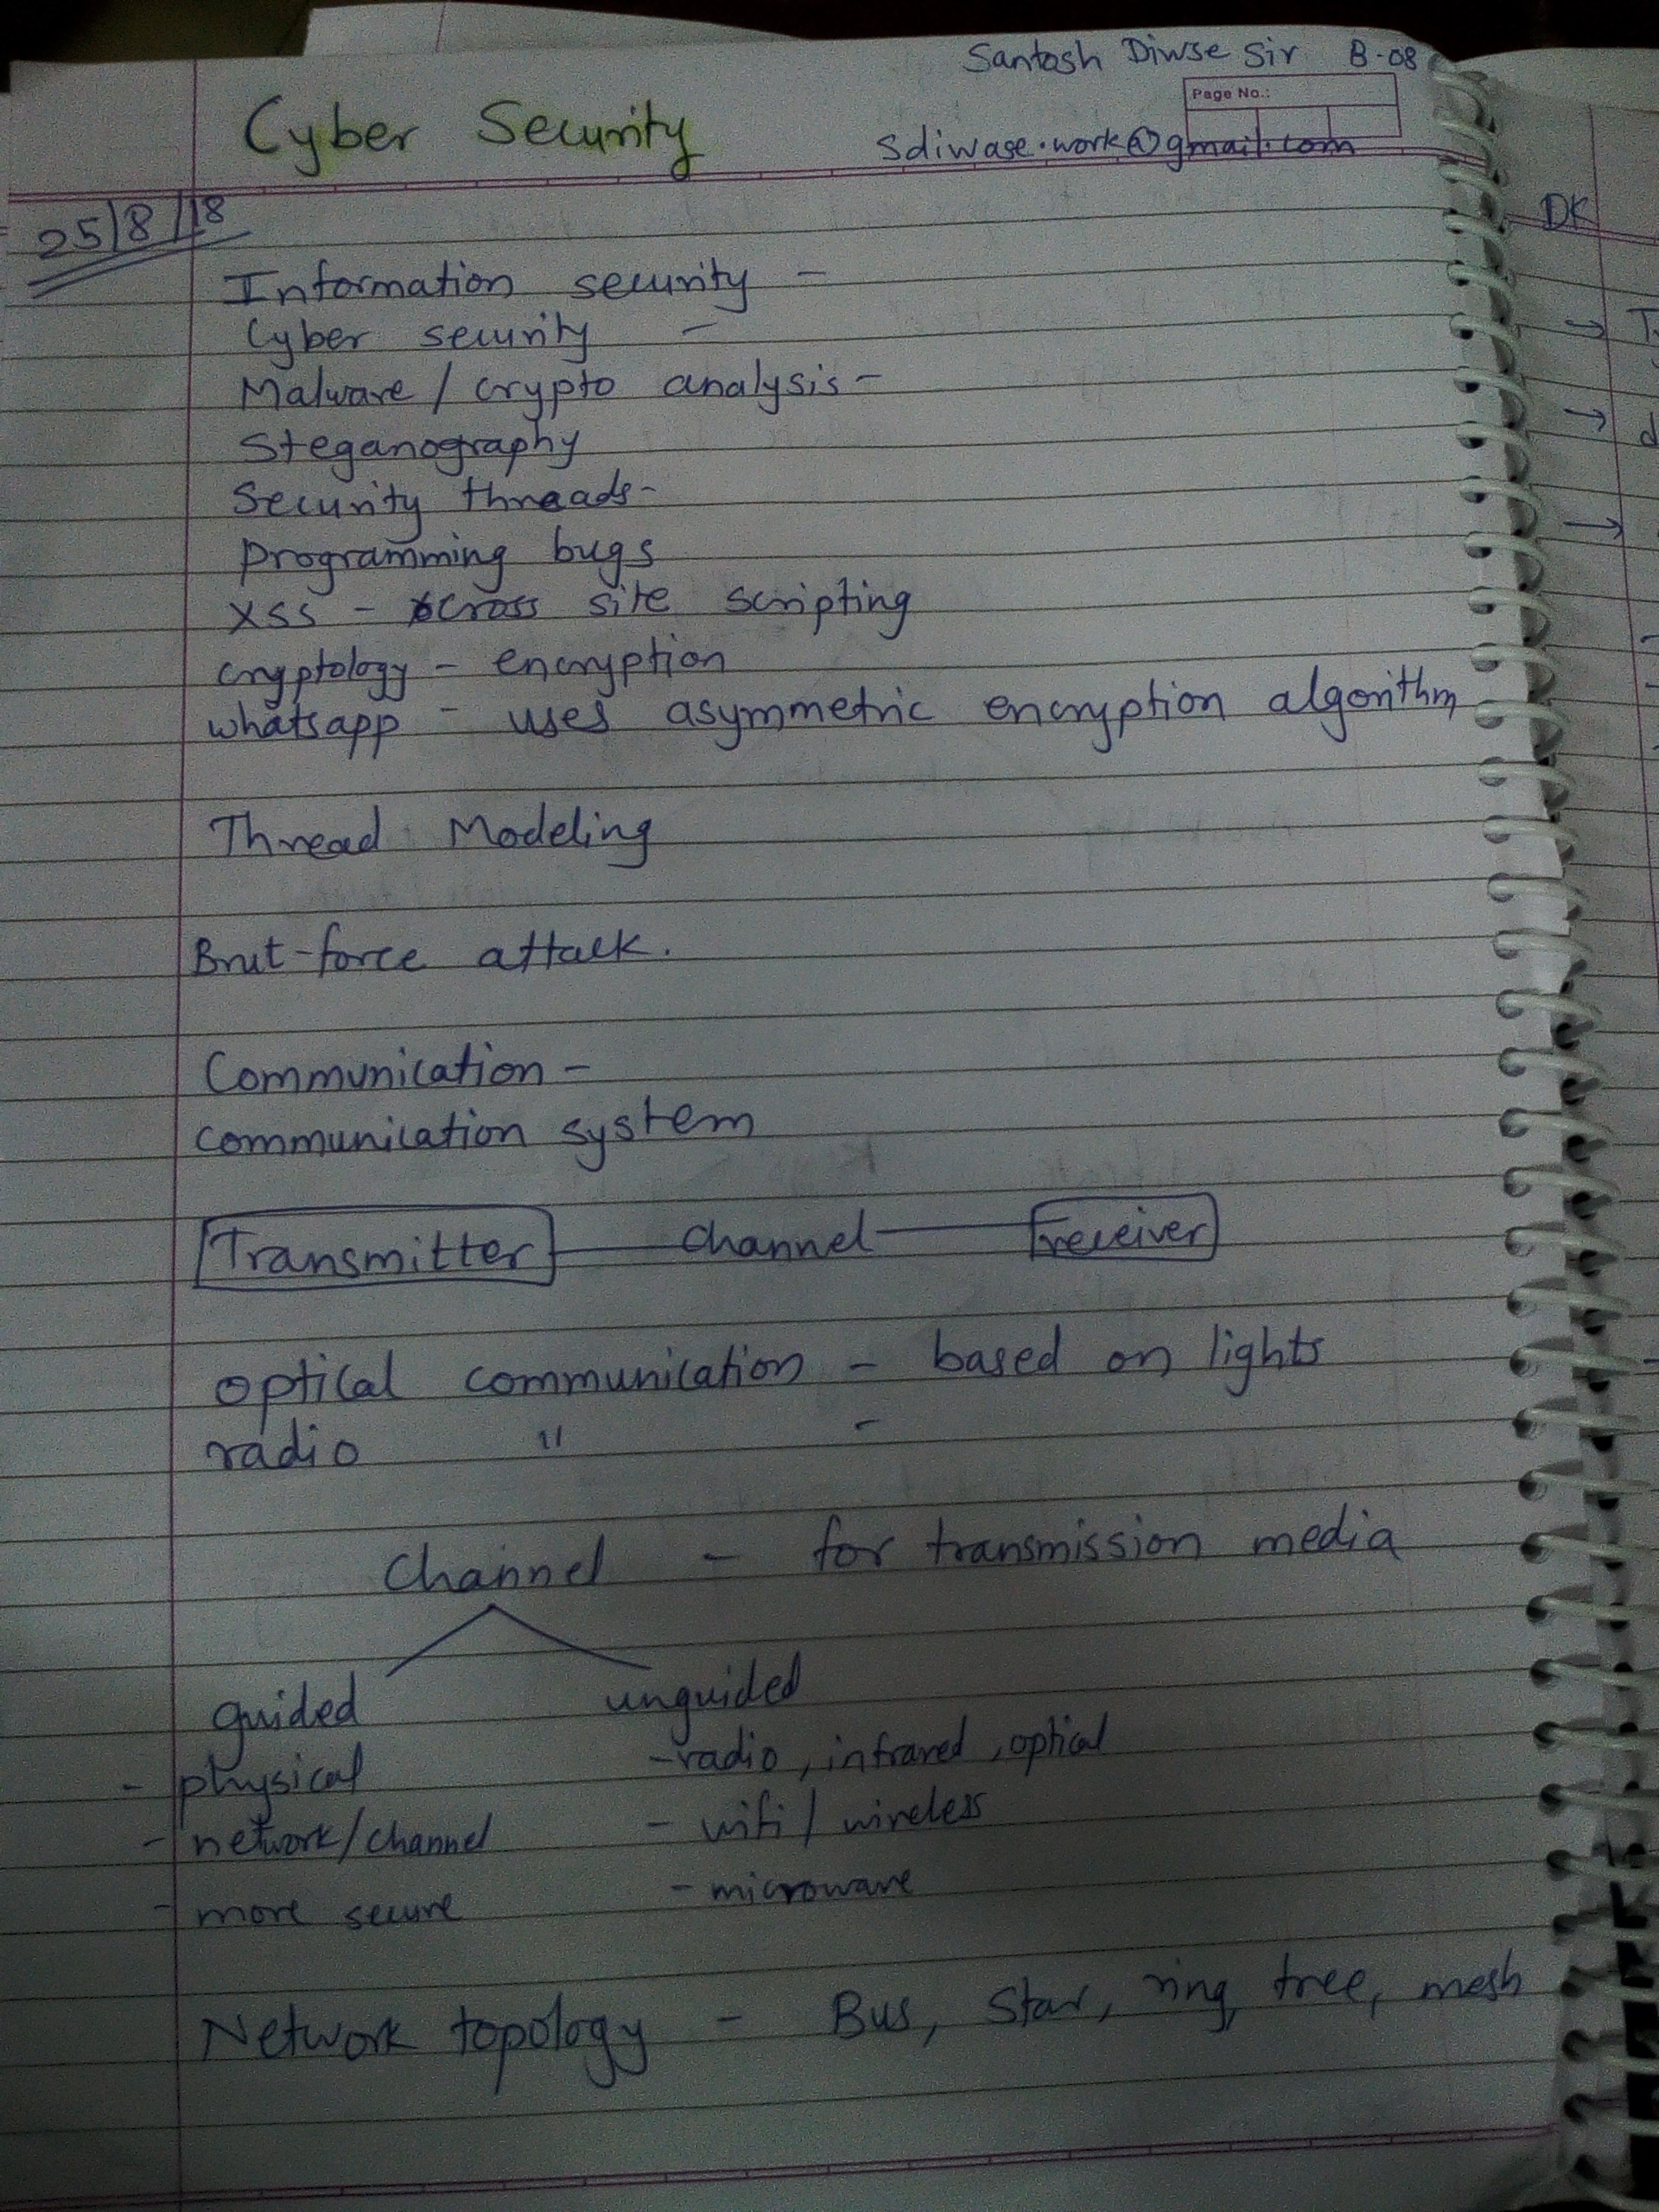 Santosh Diwse Sir B-08
Page No.:
Cyber Security
sdiwase.work@gmail.com
25/8/18
DK
Information security -
Cyber security -
Malware / crypto analysis -
Steganography
Security threads -
programming bugs
XSS - cross site scripting
cryptology - encryption
whatsapp - uses asymmetric encryption algorithm
Thread Modeling
Brut-force attack.
Communication -
communication system
Transmitter channel receiver
optical communication - based on lights
radio " -
Channel - for transmission media
guided unguided
- physical - radio, infrared, optical
- network/channel - wifi / wireless
- more secure - microwave
Network topology - Bus, Star, ring, tree, mesh